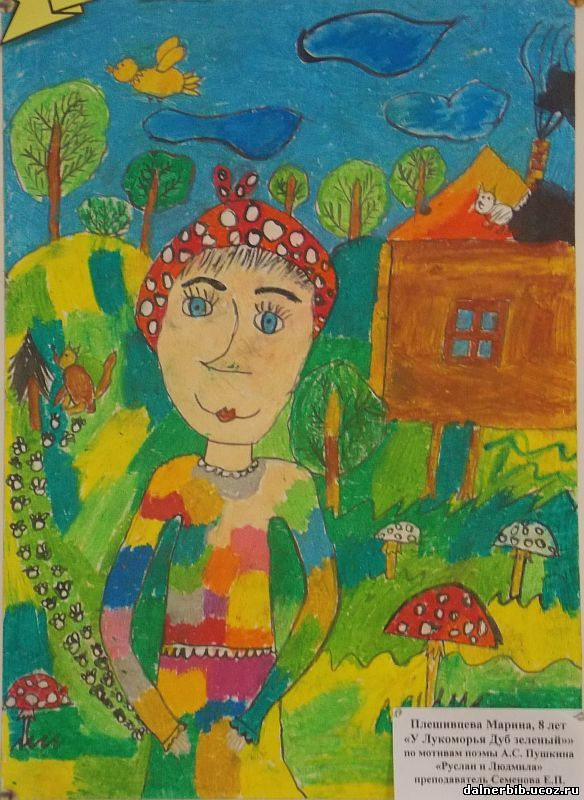 Плешивцева Марина, 8 лет
«У Лукоморья Дуб зеленый»»
по мотивам поэмы А.С. Пушкина
«Руслан и Людмила»
преподаватель Семенова Е.П.
dalnerbib.ucoz.ru